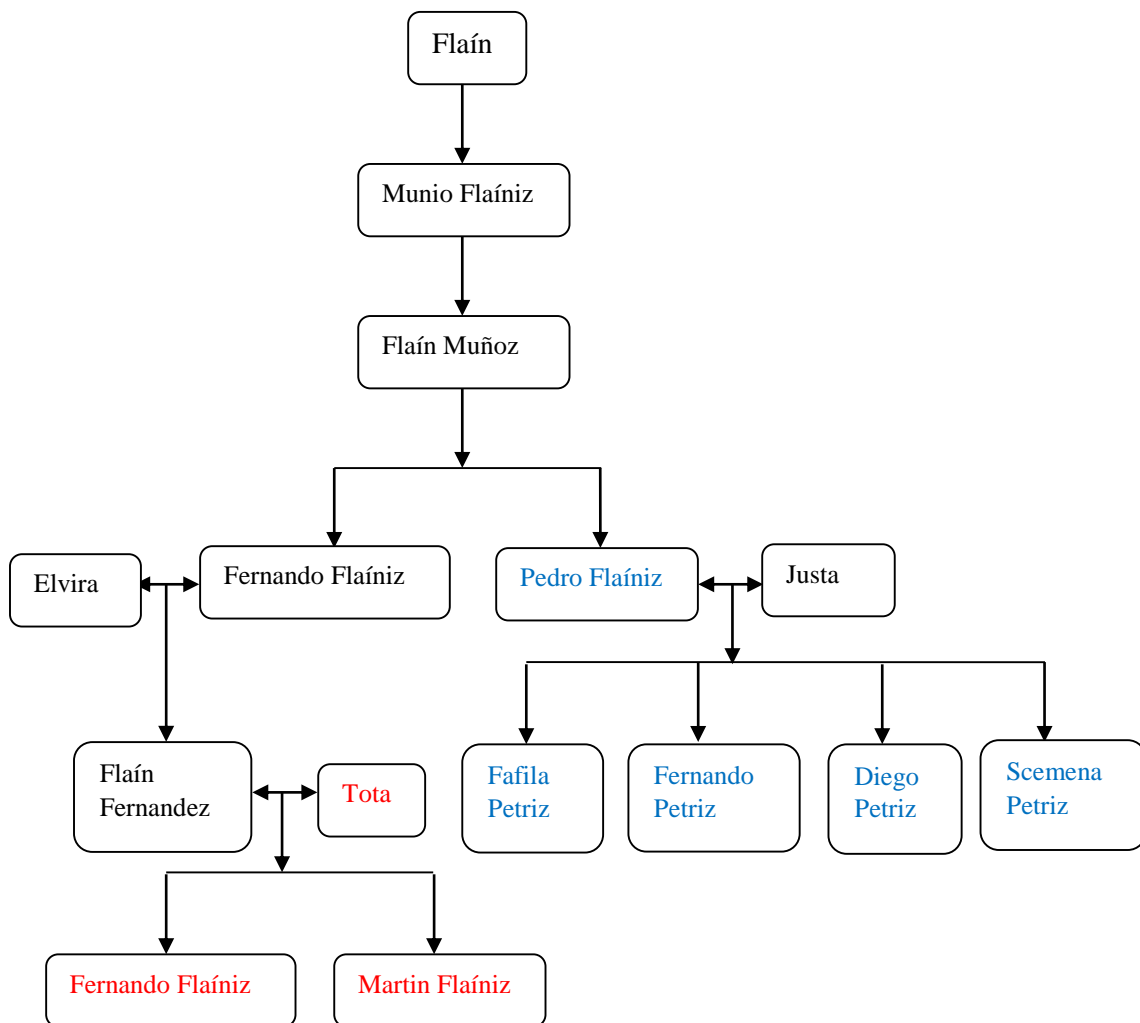 Flaín
Munio Flaíniz
Flaín Muñoz
Elvira
Fernando Flaíniz
Pedro Flaíniz
Justa
Flaín
Fernandez
Tota
Fafila
Petriz
Fernando
Petriz
Diego
Petriz
Scemena
Petriz
Fernando Flaíniz
Martin Flaíniz